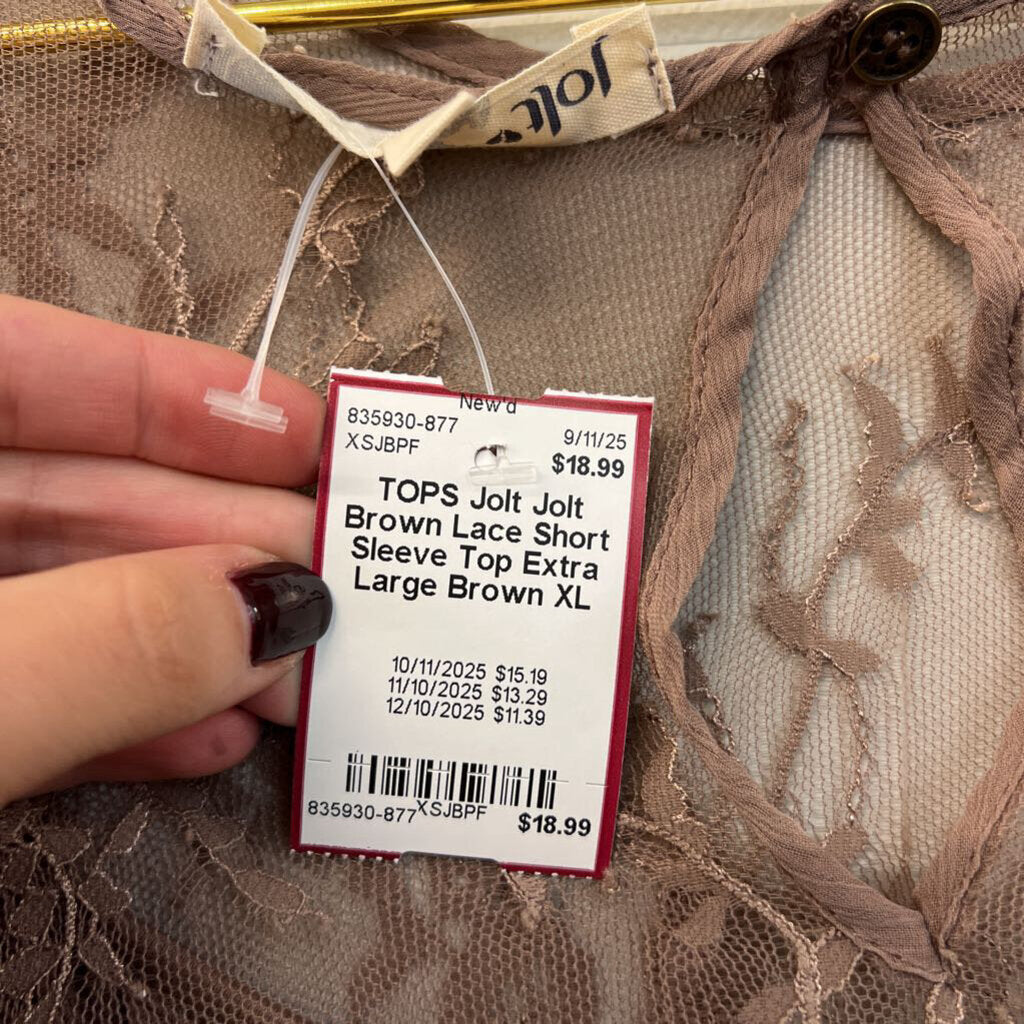 Jolt
New'd
835930-877
XSJBPF
9/11/25
$18.99
TOPS Jolt Jolt
Brown Lace Short
Sleeve Top Extra
Large Brown XL
10/11/2025 $15.19
11/10/2025 $13.29
12/10/2025 $11.39
835930-877 XSJBPF $18.99